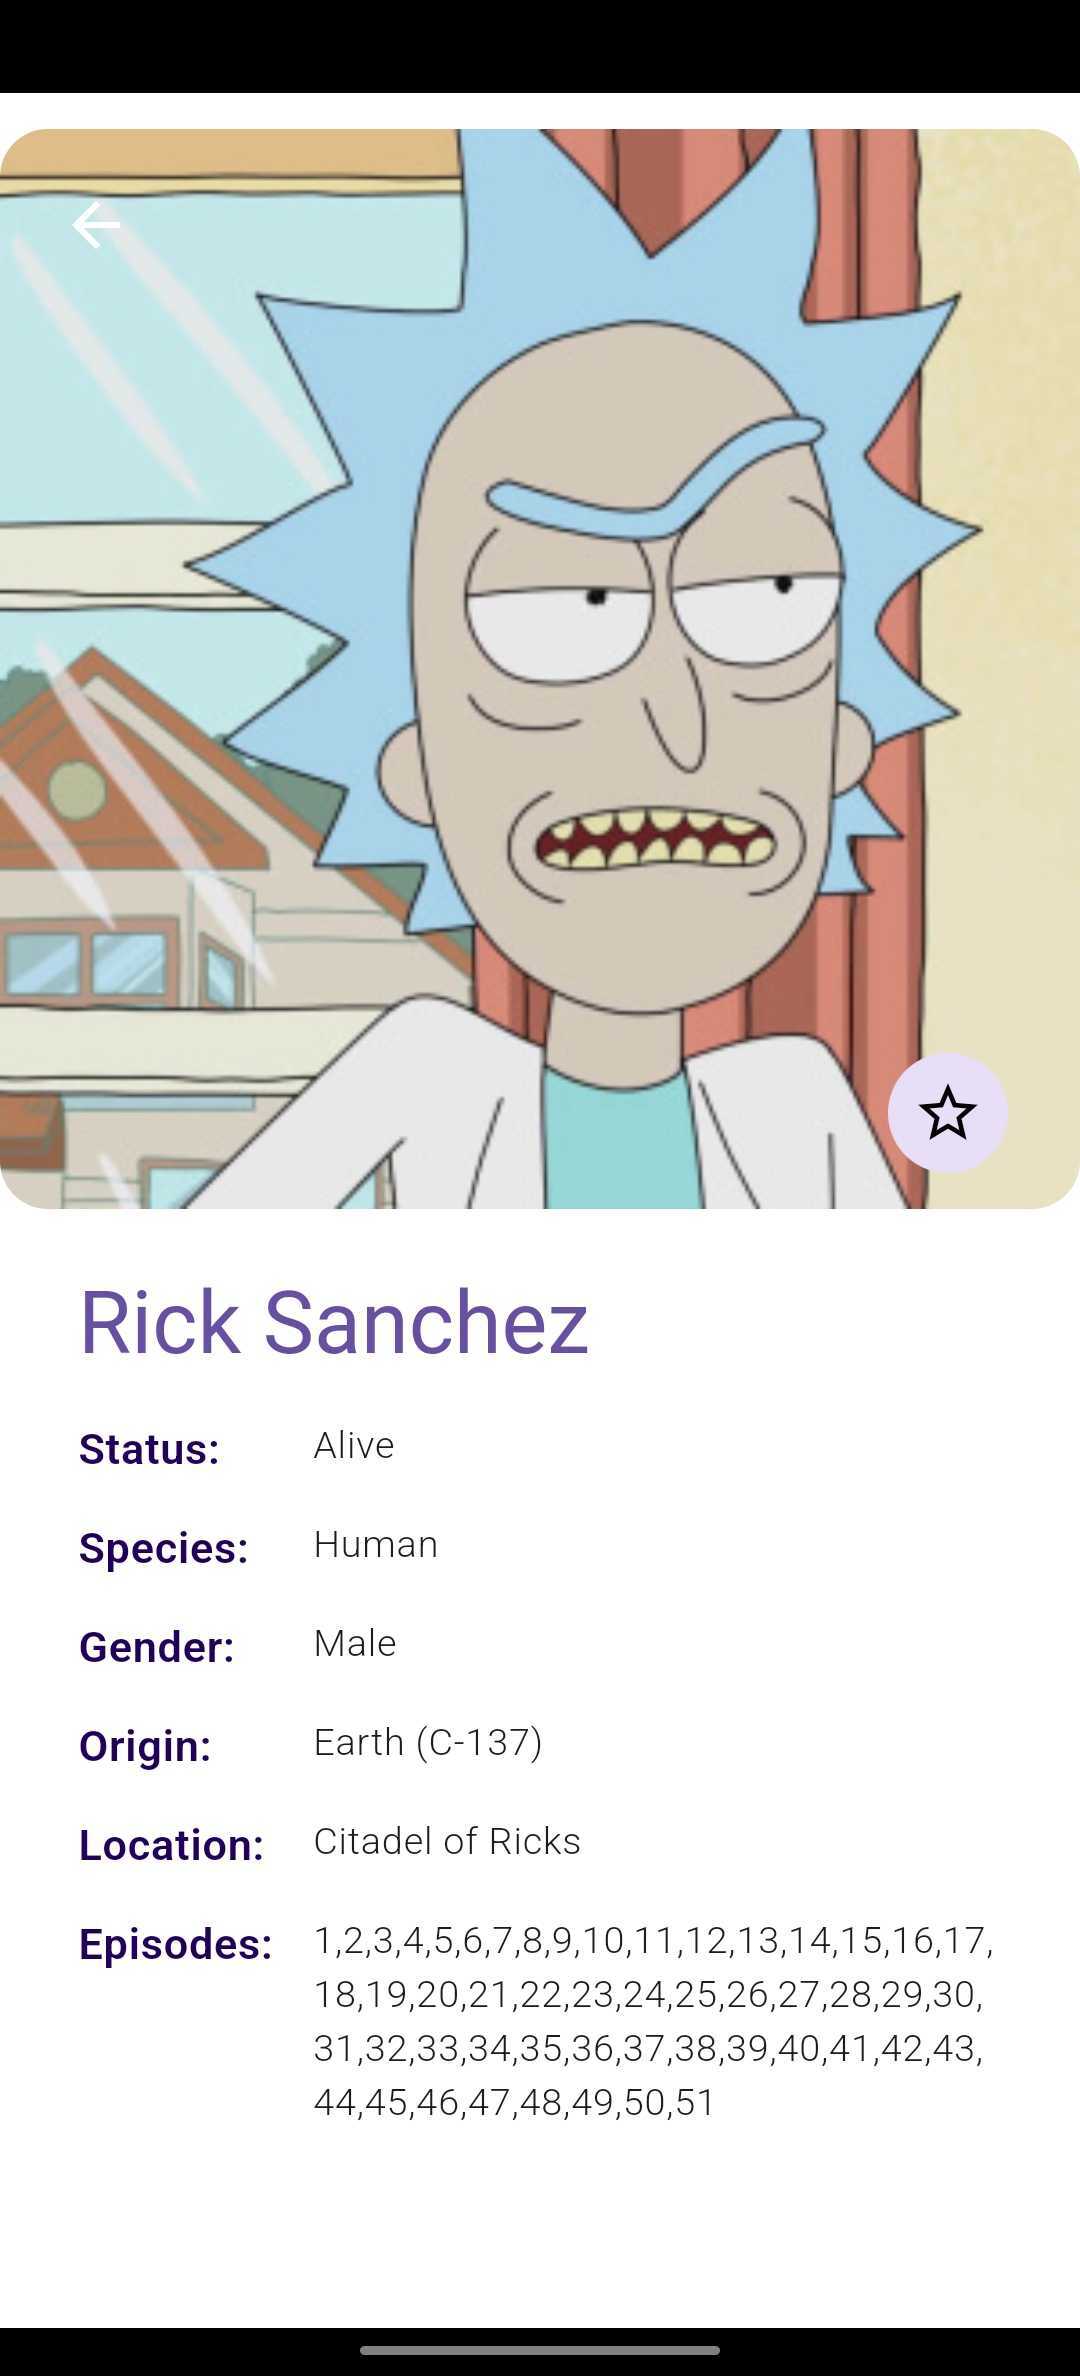 Rick Sanchez
Status: Alive
Species: Human
Gender: Male
Origin: Earth (C-137)
Location: Citadel of Ricks
Episodes: 1,2,3,4,5,6,7,8,9,10,11,12,13,14,15,16,17,
18,19,20,21,22,23,24,25,26,27,28,29,30,
31,32,33,34,35,36,37,38,39,40,41,42,43,
44,45,46,47,48,49,50,51